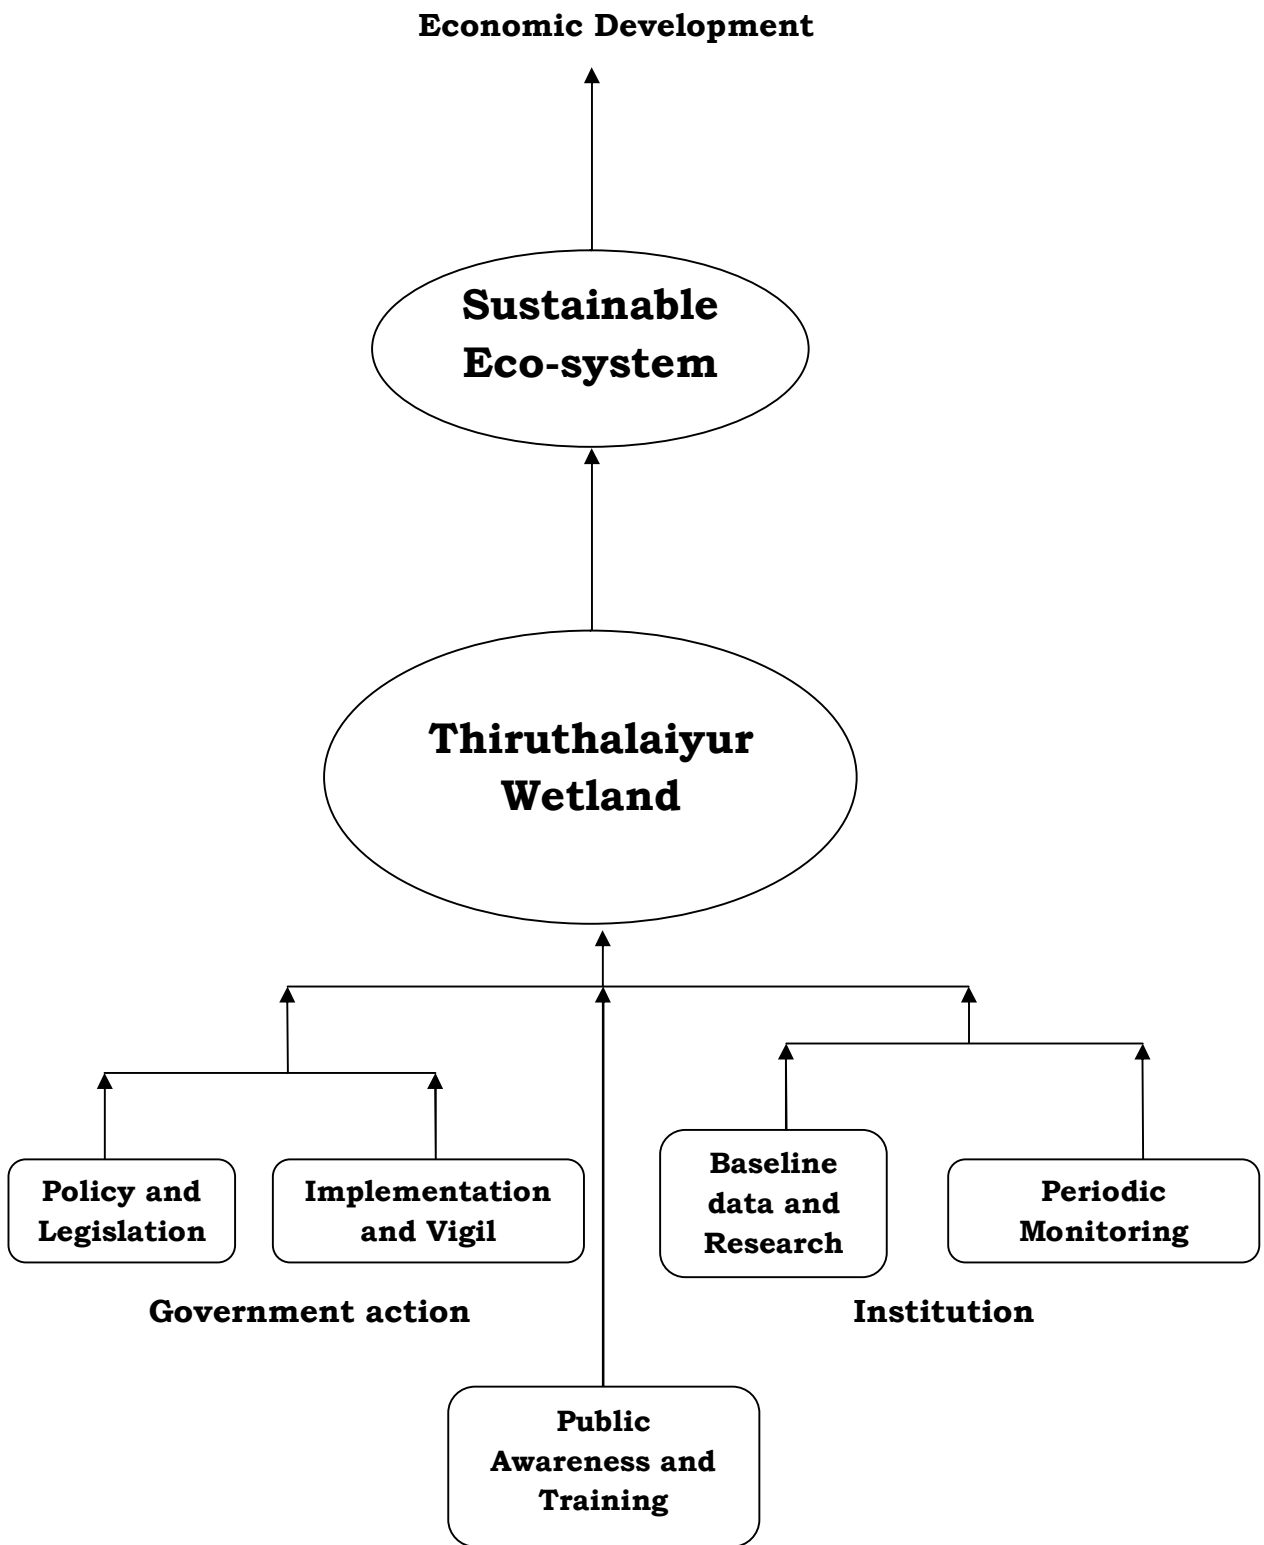 Economic Development
Sustainable
Eco-system
Thiruthalaiyur
Wetland
Policy and
Legislation
Implementation
and Vigil
Baseline
data and
Research
Periodic
Monitoring
Government action
Institution
Public
Awareness and
Training